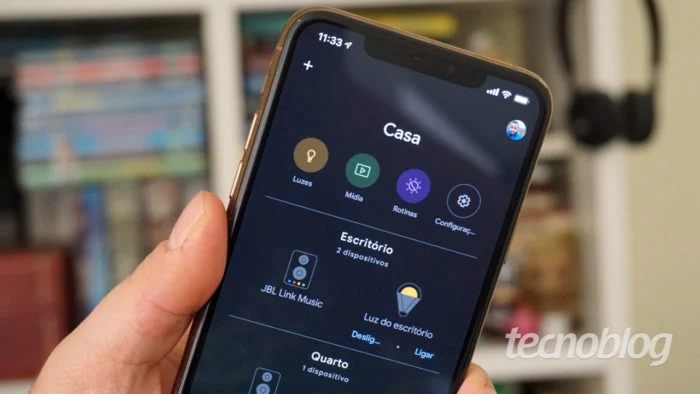 11:33
+
Casa
Luzes
Mídia
Rotinas
Configuraç...
Escritório
2 dispositivos
JBL Link Music
Luz do escritório
Deslig... • Ligar
Quarto
1 dispositivo
tecnoblog